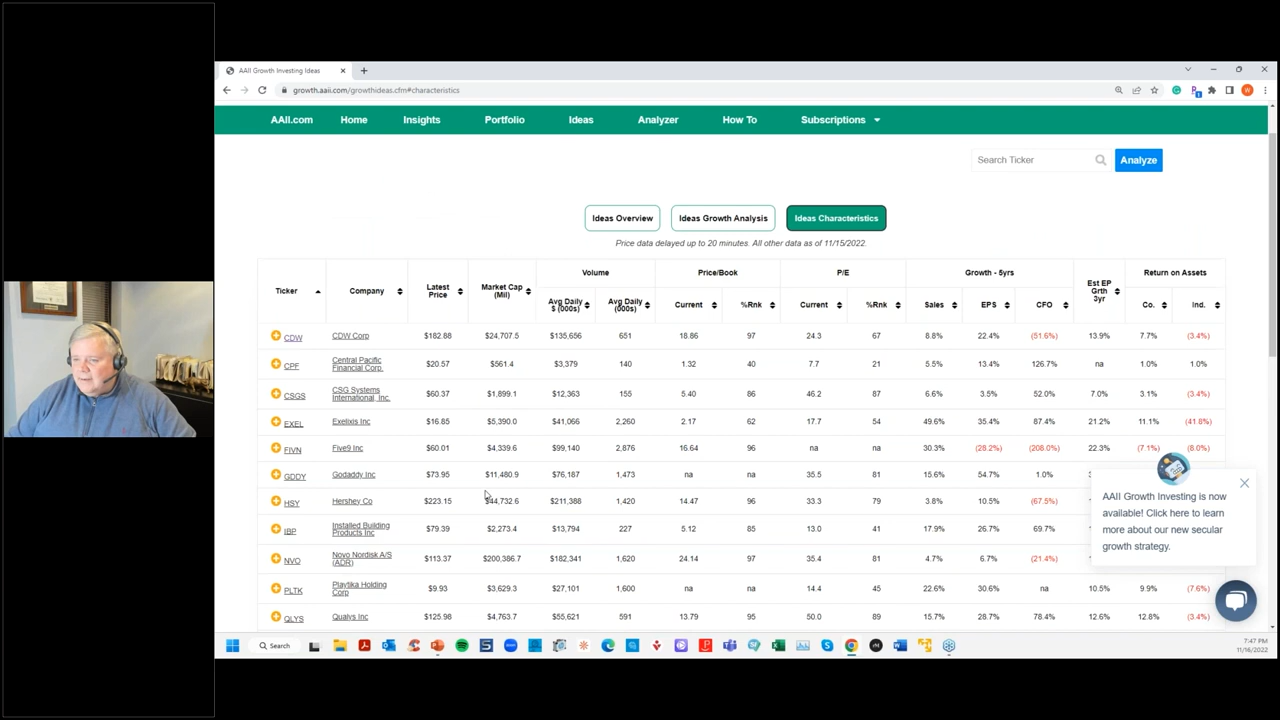 AAII Growth Investing Ideas
growth.aaii.com/growthideas.cfm#characteristics
AAII.com Home Insights Portfolio Ideas Analyzer How To Subscriptions
Search Ticker Analyze
Ideas Overview Ideas Growth Analysis Ideas Characteristics
Price data delayed up to 20 minutes. All other data as of 11/15/2022.
Ticker Company Latest Price Market Cap (Mil) Volume Price/Book P/E Growth - 5yrs Est EP Grth 3yr Return on Assets
Avg Daily $ (000s) Avg Daily (000s) Current %Rnk Current %Rnk Sales EPS CFO Co. Ind.
CDW CDW Corp $182.88 $24,707.5 $135,656 651 18.86 97 24.3 67 8.8% 22.4% (51.6%) 13.9% 7.7% (3.4%)
CPF Central Pacific Financial Corp. $20.57 $561.4 $3,379 140 1.32 40 7.7 21 5.5% 13.4% 126.7% na 1.0% 1.0%
CSGS CSG Systems International, Inc. $60.37 $1,899.1 $12,363 155 5.40 86 46.2 87 6.6% 3.5% 52.0% 7.0% 3.1% (3.4%)
EXEL Exelixis Inc $16.85 $5,390.0 $41,066 2,260 2.17 62 17.7 54 49.6% 35.4% 87.4% 21.2% 11.1% (41.8%)
FIVN Five9 Inc $60.01 $4,339.6 $99,140 2,876 16.64 96 na na 30.3% (28.2%) (208.0%) 22.3% (7.1%) (8.0%)
GDDY Godaddy Inc $73.95 $11,480.9 $76,187 1,473 na na 35.5 81 15.6% 54.7% 1.0%
HSY Hershey Co $223.15 $44,732.6 $211,388 1,420 14.47 96 33.3 79 3.8% 10.5% (67.5%)
IBP Installed Building Products Inc $79.39 $2,273.4 $13,794 227 5.12 85 13.0 41 17.9% 26.7% 69.7%
NVO Novo Nordisk A/S (ADR) $113.37 $200,386.7 $182,341 1,620 24.14 97 35.4 81 4.7% 6.7% (21.4%)
PLTK Playtika Holding Corp $9.93 $3,629.3 $27,101 1,600 na na 14.4 45 22.6% 30.6% na 10.5% 9.9% (7.6%)
QLYS Qualys Inc $125.98 $4,763.7 $55,621 591 13.79 95 50.0 89 15.7% 28.7% 78.4% 12.6% 12.8% (3.4%)
AAII Growth Investing is now
available! Click here to learn
more about our new secular
growth strategy.
Search
7:47 PM
11/16/2022